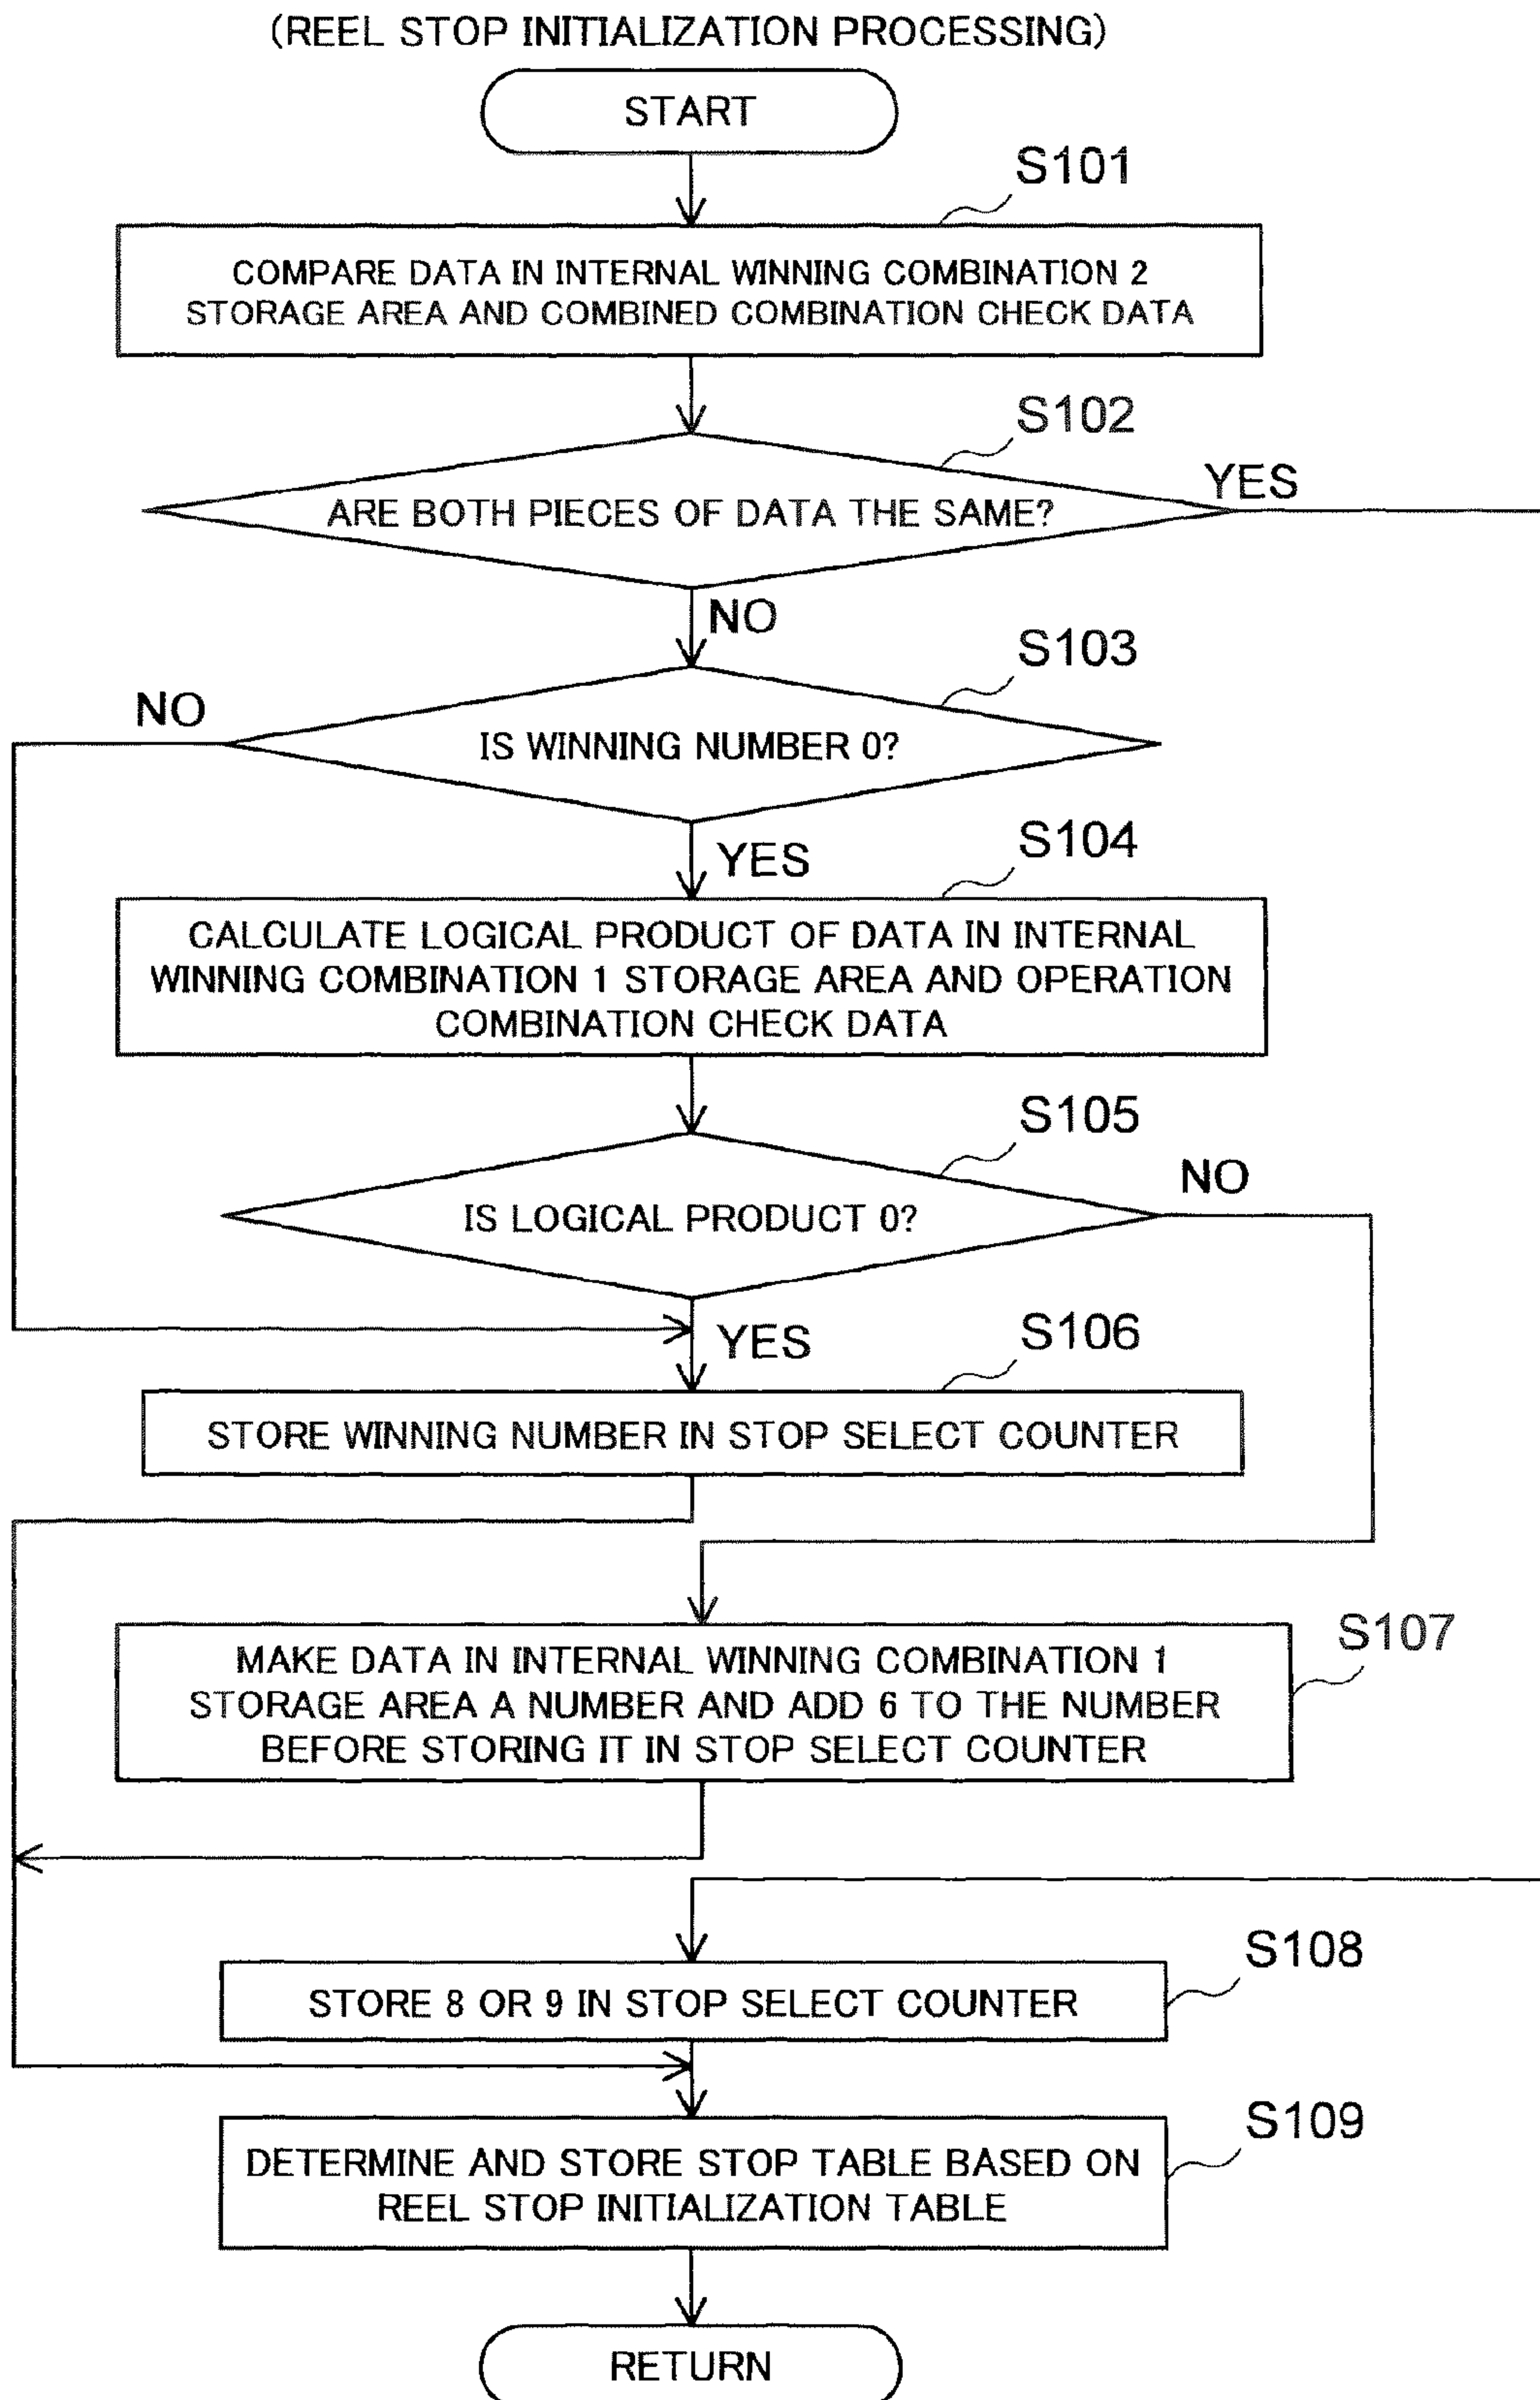 (REEL STOP INITIALIZATION PROCESSING)
START
S101
COMPARE DATA IN INTERNAL WINNING COMBINATION 2
STORAGE AREA AND COMBINED COMBINATION CHECK DATA
S102
ARE BOTH PIECES OF DATA THE SAME?
YES
NO
S103
NO
IS WINNING NUMBER 0?
YES
S104
CALCULATE LOGICAL PRODUCT OF DATA IN INTERNAL
WINNING COMBINATION 1 STORAGE AREA AND OPERATION
COMBINATION CHECK DATA
S105
NO
IS LOGICAL PRODUCT 0?
YES
S106
STORE WINNING NUMBER IN STOP SELECT COUNTER
S107
MAKE DATA IN INTERNAL WINNING COMBINATION 1
STORAGE AREA A NUMBER AND ADD 6 TO THE NUMBER
BEFORE STORING IT IN STOP SELECT COUNTER
S108
STORE 8 OR 9 IN STOP SELECT COUNTER
S109
DETERMINE AND STORE STOP TABLE BASED ON
REEL STOP INITIALIZATION TABLE
RETURN